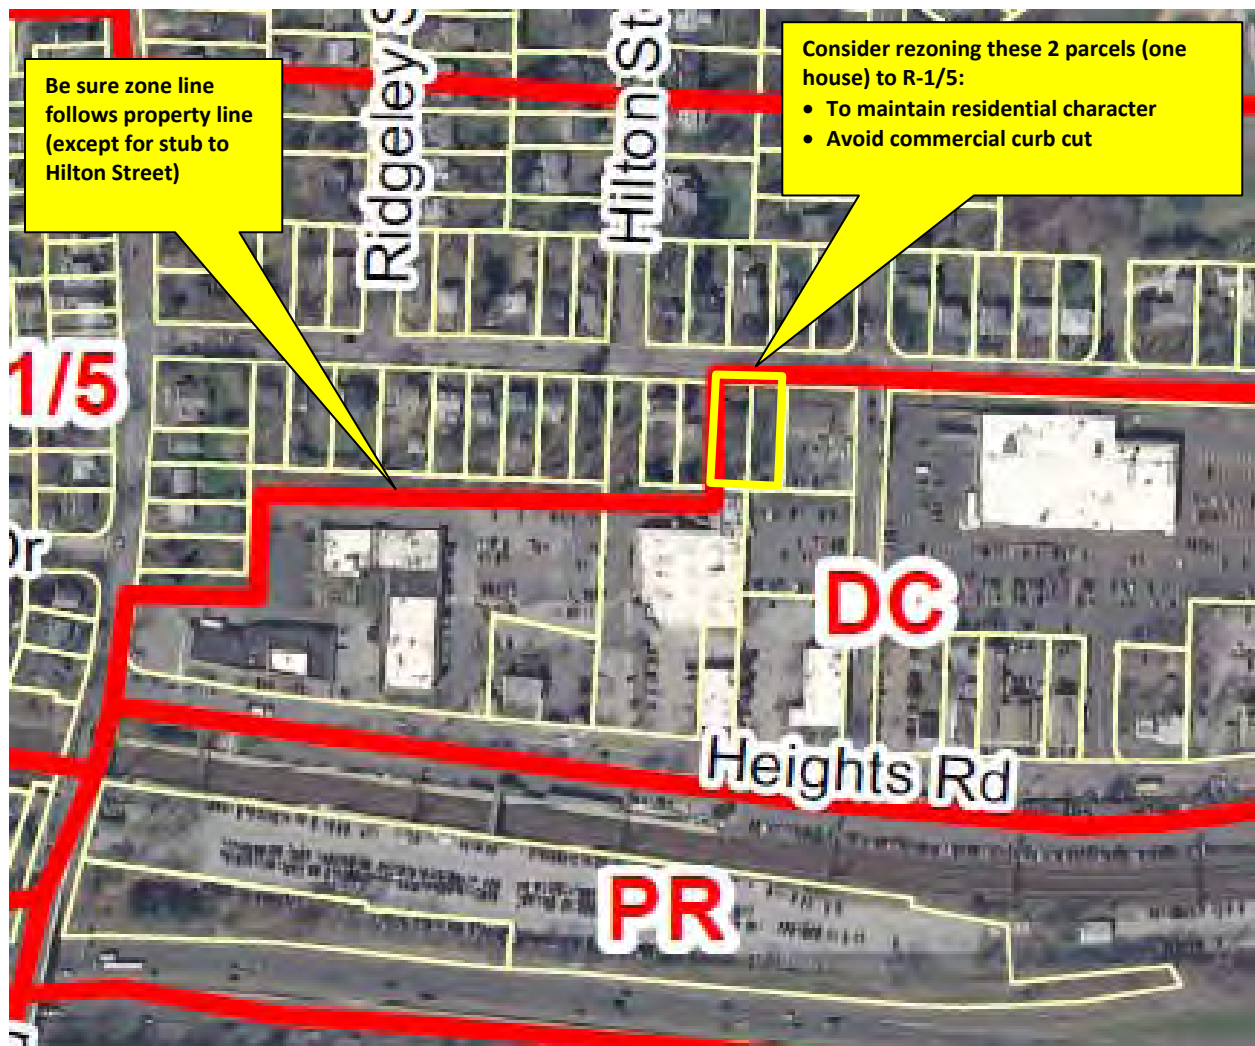 Be sure zone line
follows property line
(except for stub to
Hilton Street)
Consider rezoning these 2 parcels (one
house) to R-1/5:
• To maintain residential character
• Avoid commercial curb cut
Ridgeley S
Hilton St
1/5
Dr
DC
Heights Rd
PR